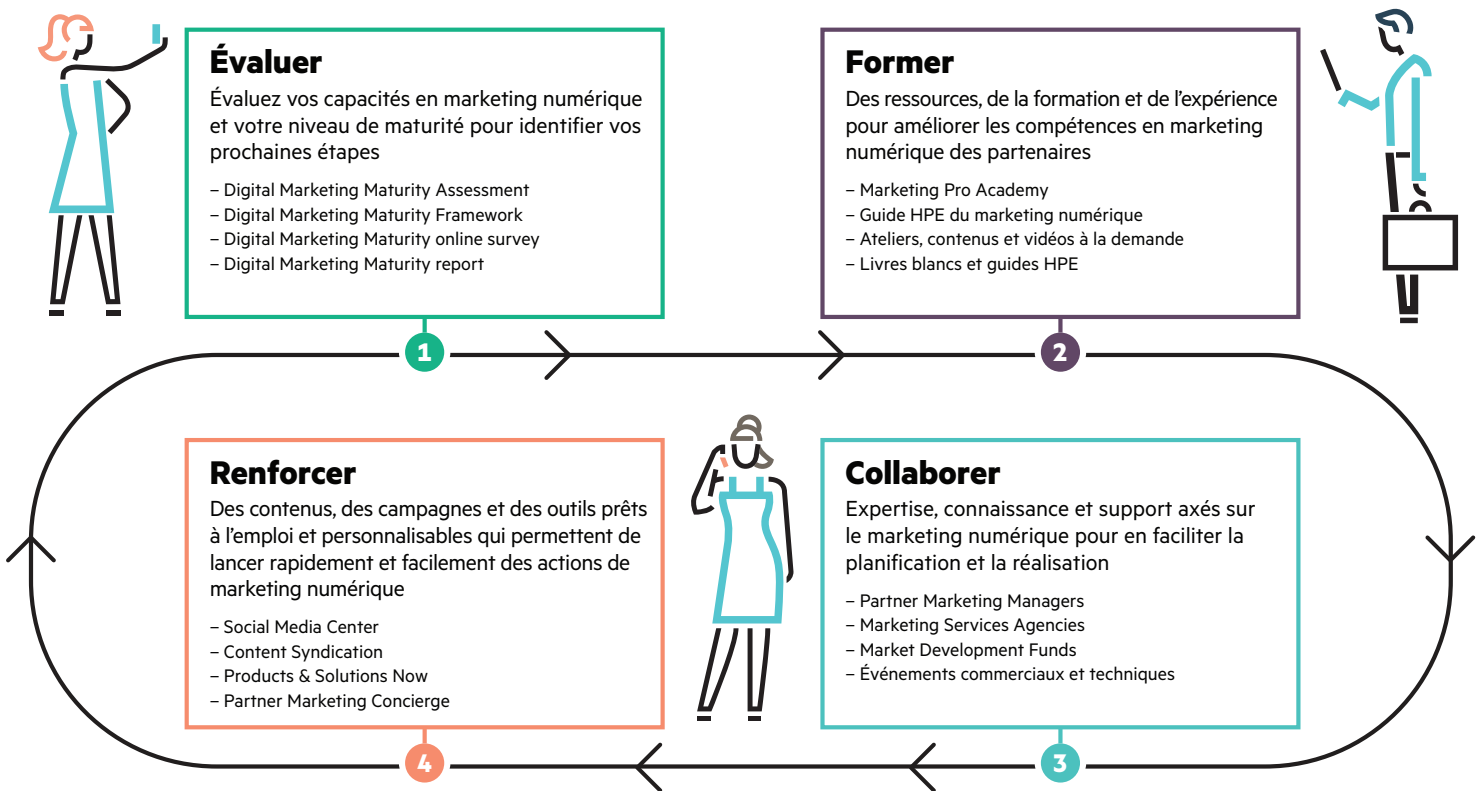 Évaluer
Évaluez vos capacités en marketing numérique
et votre niveau de maturité pour identifier vos
prochaines étapes
– Digital Marketing Maturity Assessment
– Digital Marketing Maturity Framework
– Digital Marketing Maturity online survey
– Digital Marketing Maturity report
1
Former
Des ressources, de la formation et de l’expérience
pour améliorer les compétences en marketing
numérique des partenaires
– Marketing Pro Academy
– Guide HPE du marketing numérique
– Ateliers, contenus et vidéos à la demande
– Livres blancs et guides HPE
2
Collaborer
Expertise, connaissance et support axés sur
le marketing numérique pour en faciliter la
planification et la réalisation
– Partner Marketing Managers
– Marketing Services Agencies
– Market Development Funds
– Événements commerciaux et techniques
3
Renforcer
Des contenus, des campagnes et des outils prêts
à l’emploi et personnalisables qui permettent de
lancer rapidement et facilement des actions de
marketing numérique
– Social Media Center
– Content Syndication
– Products & Solutions Now
– Partner Marketing Concierge
4